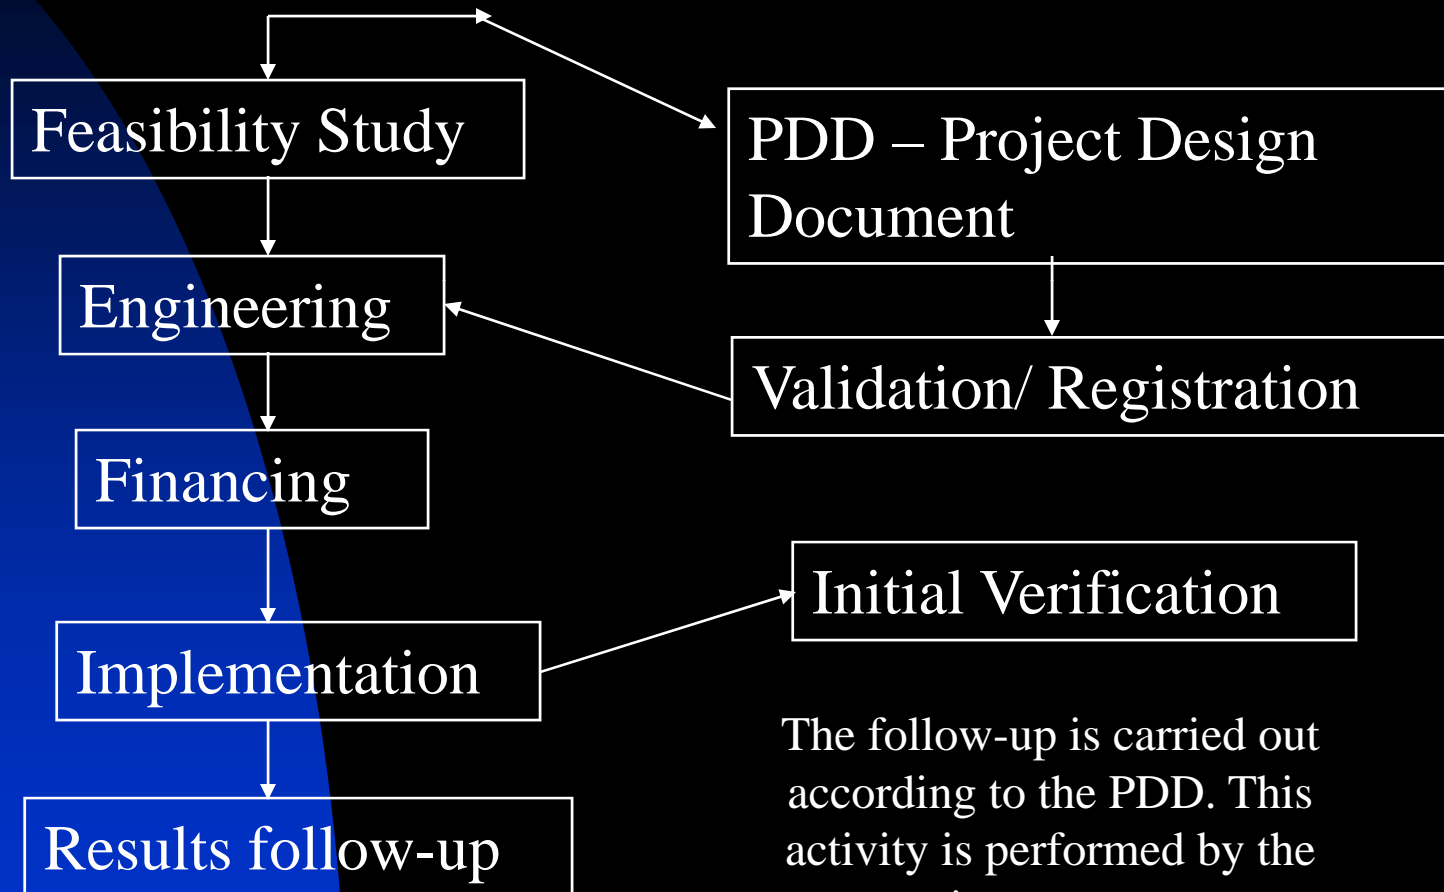 Feasibility Study
PDD – Project Design
Document
Engineering
Validation/ Registration
Financing
Initial Verification
Implementation
The follow-up is carried out
according to the PDD. This
activity is performed by the
Results follow-up